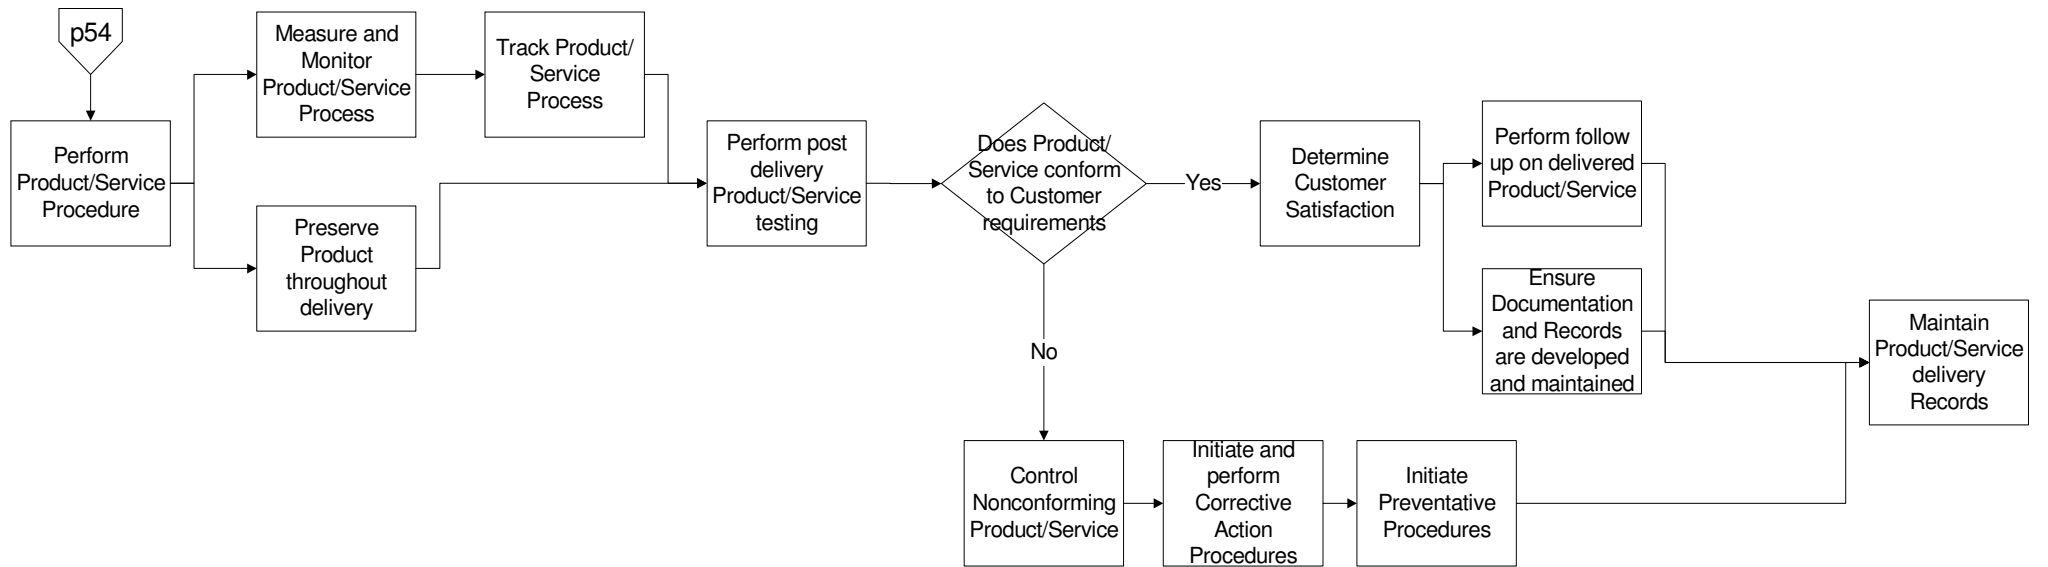 p54
Perform
Product/Service
Procedure
Measure and
Monitor
Product/Service
Process
Track Product/
Service
Process
Preserve
Product
throughout
delivery
Perform post
delivery
Product/Service
testing
Does Product/
Service conform
to Customer
requirements
Yes
No
Determine
Customer
Satisfaction
Perform follow
up on delivered
Product/Service
Ensure
Documentation
and Records
are developed
and maintained
Control
Nonconforming
Product/Service
Initiate and
perform
Corrective
Action
Procedures
Initiate
Preventative
Procedures
Maintain
Product/Service
delivery
Records